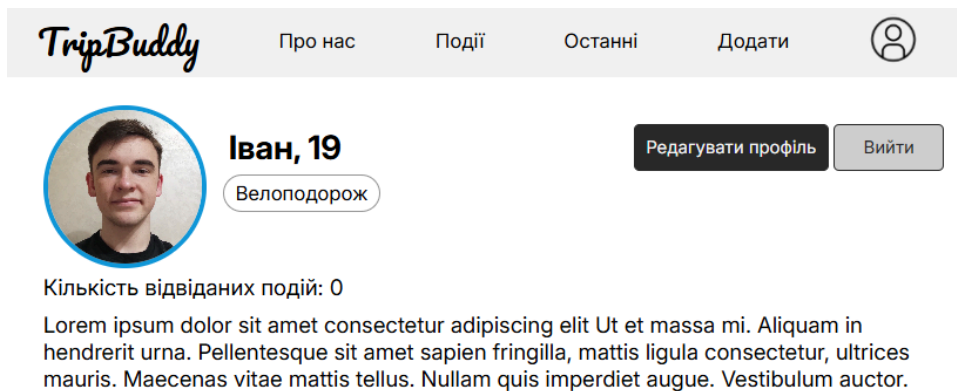 TripBuddy Про нас Події Останні Додати
Іван, 19
Редагувати профіль Вийти
Велоподорож
Кількість відвіданих подій: 0
Lorem ipsum dolor sit amet consectetur adipiscing elit Ut et massa mi. Aliquam in
hendrerit urna. Pellentesque sit amet sapien fringilla, mattis ligula consectetur, ultrices
mauris. Maecenas vitae mattis tellus. Nullam quis imperdiet augue. Vestibulum auctor.